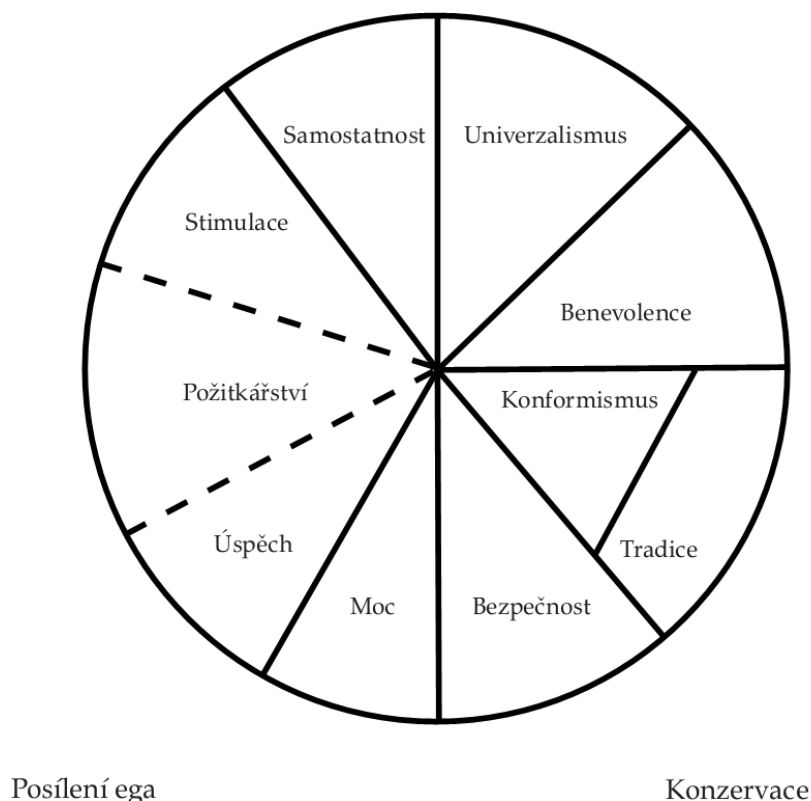 Samostatnost
Univerzalismus
Stimulace
Benevolence
Požitkářství
Konformismus
Úspěch
Tradice
Moc
Bezpečnost
Posílení ega
Konzervace